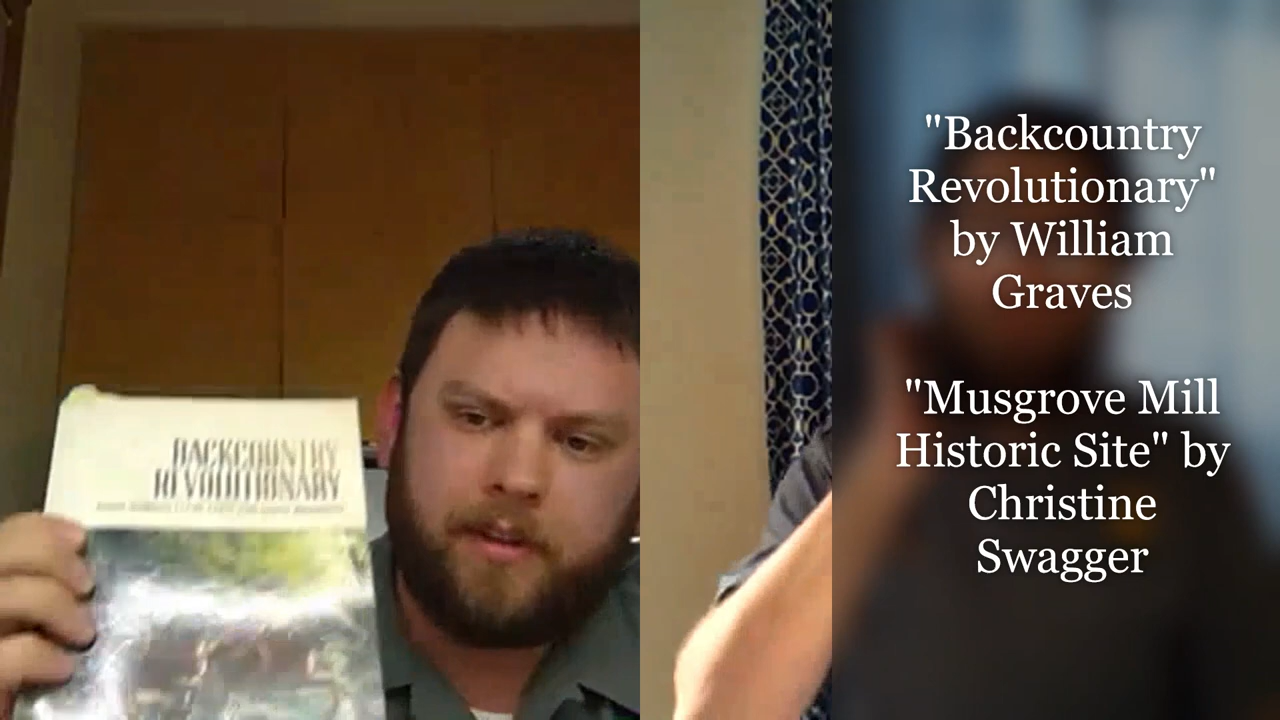 BACKCOUNTRY
REVOLUTIONARY
"Backcountry
Revolutionary"
by William
Graves
"Musgrove Mill
Historic Site" by
Christine
Swagger